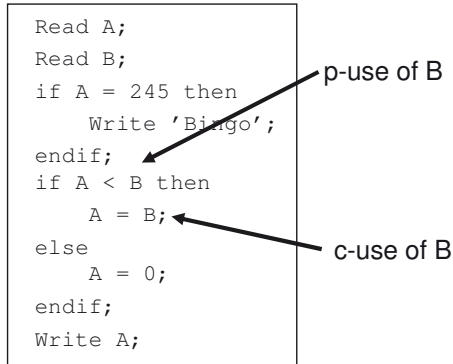 Read A;
Read B;
if A = 245 then
Write 'Bingo';
endif;
if A < B then
A = B;
else
A = 0;
endif;
Write A;
p-use of B
c-use of B